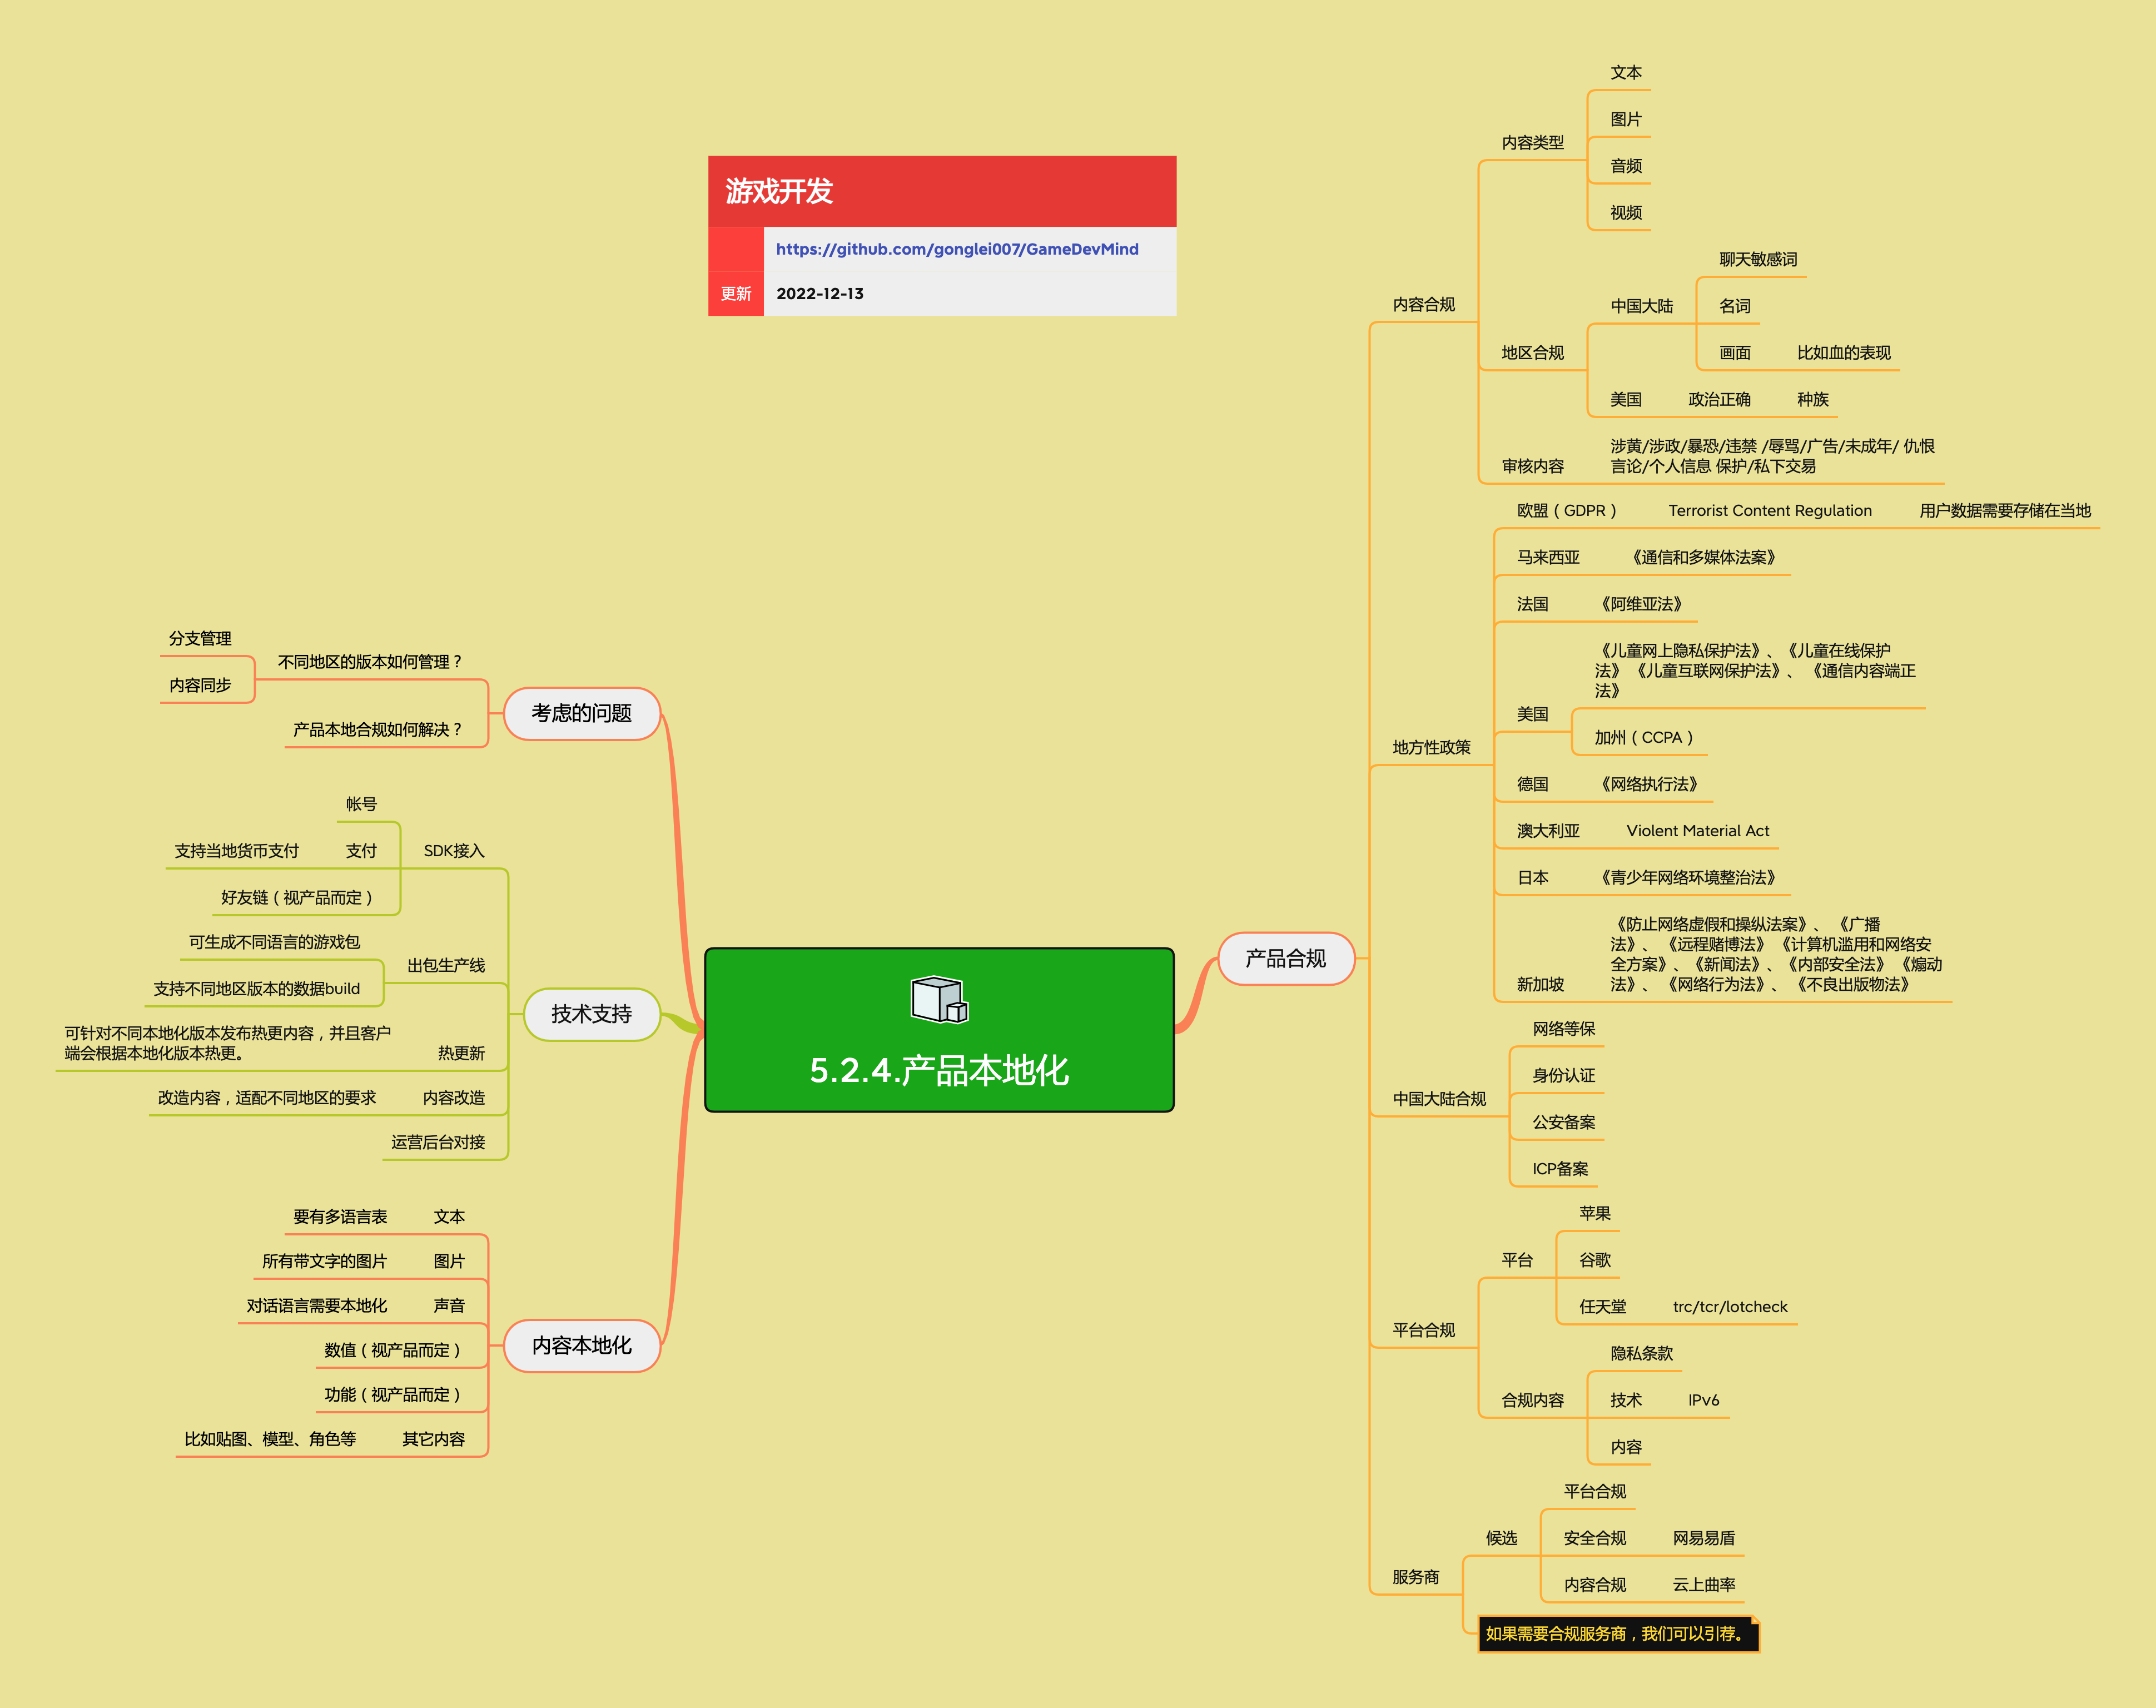 游戏开发
https://github.com/gonglei007/GameDevMind
更新
2022-12-13
5.2.4.产品本地化
考虑的问题
不同地区的版本如何管理？
分支管理
内容同步
产品本地合规如何解决？
技术支持
SDK接入
帐号
支付
支持当地货币支付
好友链（视产品而定）
出包生产线
可生成不同语言的游戏包
支持不同地区版本的数据build
热更新
可针对不同本地化版本发布热更内容，并且客户
端会根据本地化版本热更。
内容改造
改造内容，适配不同地区的要求
运营后台对接
内容本地化
文本
要有多语言表
图片
所有带文字的图片
声音
对话语言需要本地化
数值（视产品而定）
功能（视产品而定）
其它内容
比如贴图、模型、角色等
产品合规
内容合规
内容类型
文本
图片
音频
视频
地区合规
中国大陆
聊天敏感词
名词
画面
比如血的表现
美国
政治正确
种族
审核内容
涉黄/涉政/暴恐/违禁 /辱骂/广告/未成年/ 仇恨
言论/个人信息 保护/私下交易
地方性政策
欧盟（GDPR）
Terrorist Content Regulation
用户数据需要存储在当地
马来西亚
《通信和多媒体法案》
法国
《阿维亚法》
美国
《儿童网上隐私保护法》、《儿童在线保护
法》 《儿童互联网保护法》、 《通信内容端正
法》
加州（CCPA）
德国
《网络执行法》
澳大利亚
Violent Material Act
日本
《青少年网络环境整治法》
新加坡
《防止网络虚假和操纵法案》、 《广播
法》、 《远程赌博法》 《计算机滥用和网络安
全方案》、《新闻法》、《内部安全法》 《煽动
法》、 《网络行为法》、 《不良出版物法》
中国大陆合规
网络等保
身份认证
公安备案
ICP备案
平台合规
平台
苹果
谷歌
任天堂
trc/tcr/lotcheck
合规内容
隐私条款
技术
IPv6
内容
服务商
候选
平台合规
安全合规
网易易盾
内容合规
云上曲率
如果需要合规服务商，我们可以引荐。